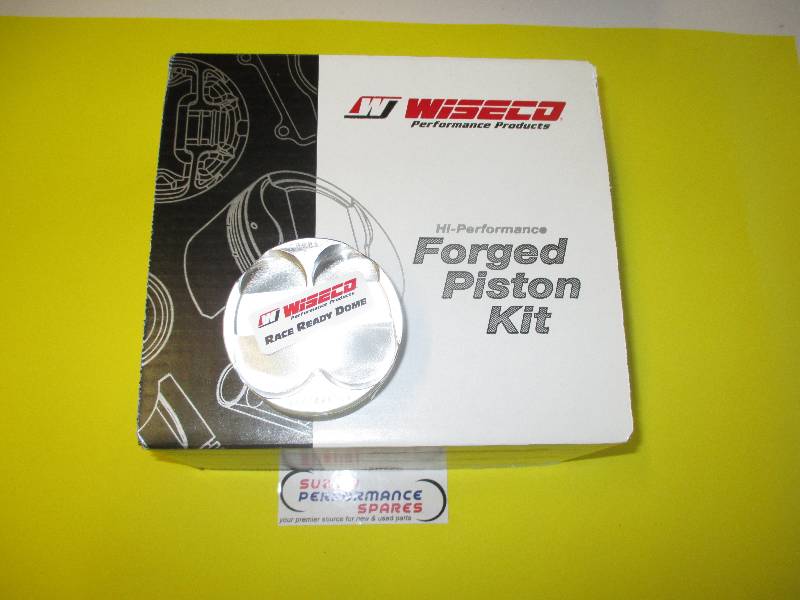 W WISECO
Performance Products
Hi-Performance
Forged
Piston
Kit
W WISECO
Performance Products
RACE READY DOME
PERFORMANCE
SPARES
your premier source for new & used parts